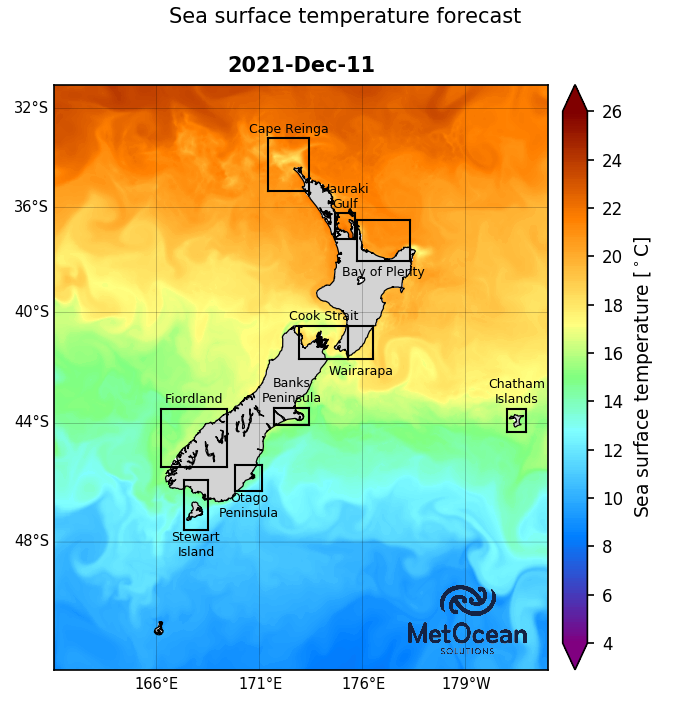 Sea surface temperature forecast
2021-Dec-11
32°S
36°S
40°S
44°S
48°S
Cape Reinga
Hauraki
Gulf
Bay of Plenty
Cook Strait
Wairarapa
Banks
Peninsula
Fiordland
Chatham
Islands
Otago
Peninsula
Stewart
Island
MetOcean
SOLUTIONS
166°E
171°E
176°E
179°W
26
24
22
20
18
16
14
12
10
8
6
4
Sea surface temperature [°C]